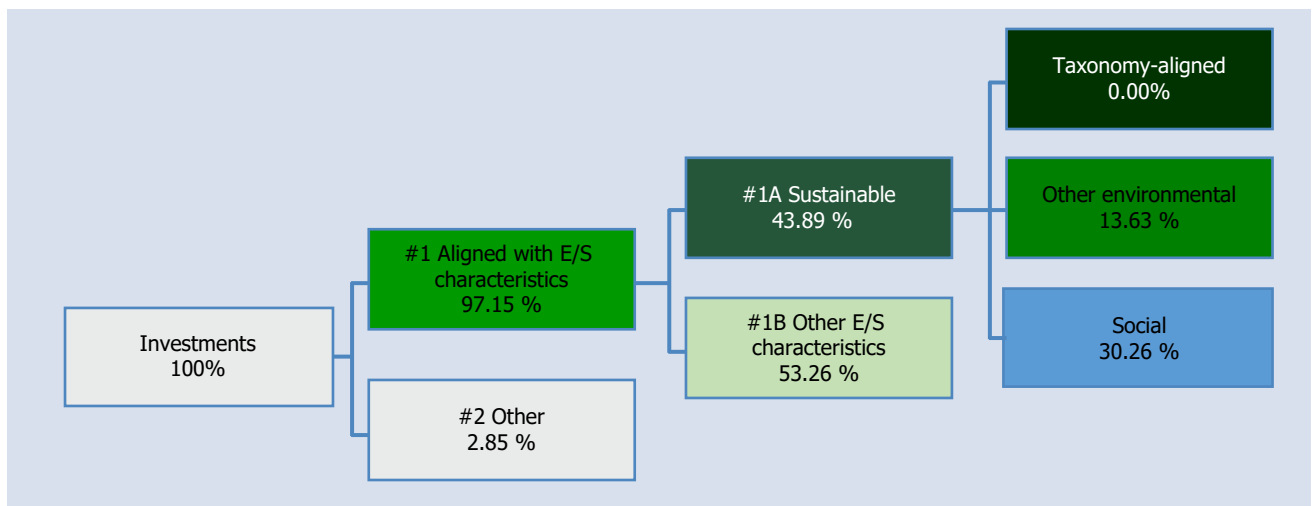 Investments
100%
#1 Aligned with E/S
characteristics
97.15 %
#2 Other
2.85 %
#1A Sustainable
43.89 %
#1B Other E/S
characteristics
53.26 %
Taxonomy-aligned
0.00%
Other environmental
13.63 %
Social
30.26 %